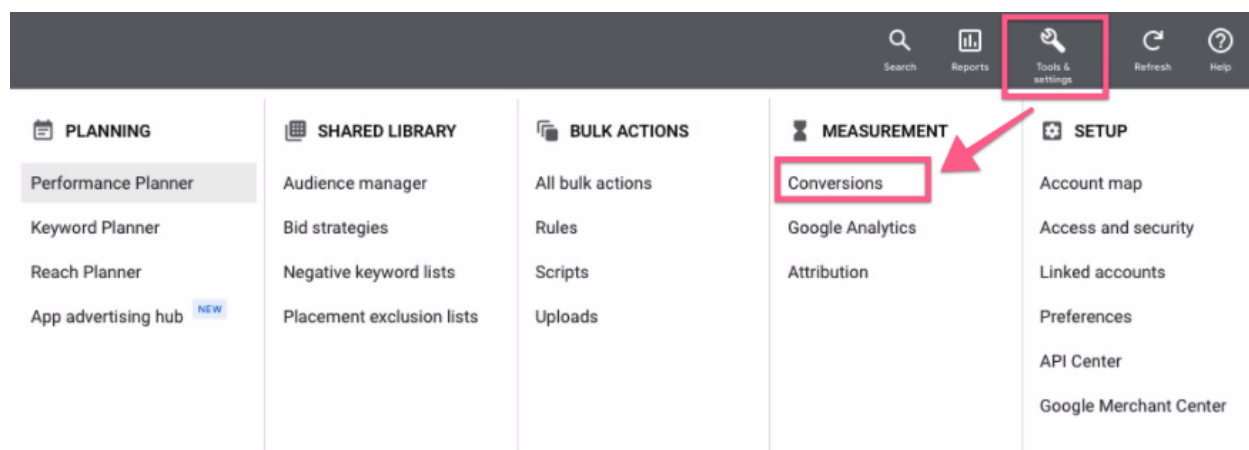 Search
Reports
Tools &
settings
Refresh
Help
PLANNING
Performance Planner
Keyword Planner
Reach Planner
App advertising hub NEW
SHARED LIBRARY
Audience manager
Bid strategies
Negative keyword lists
Placement exclusion lists
BULK ACTIONS
All bulk actions
Rules
Scripts
Uploads
MEASUREMENT
Conversions
Google Analytics
Attribution
SETUP
Account map
Access and security
Linked accounts
Preferences
API Center
Google Merchant Center